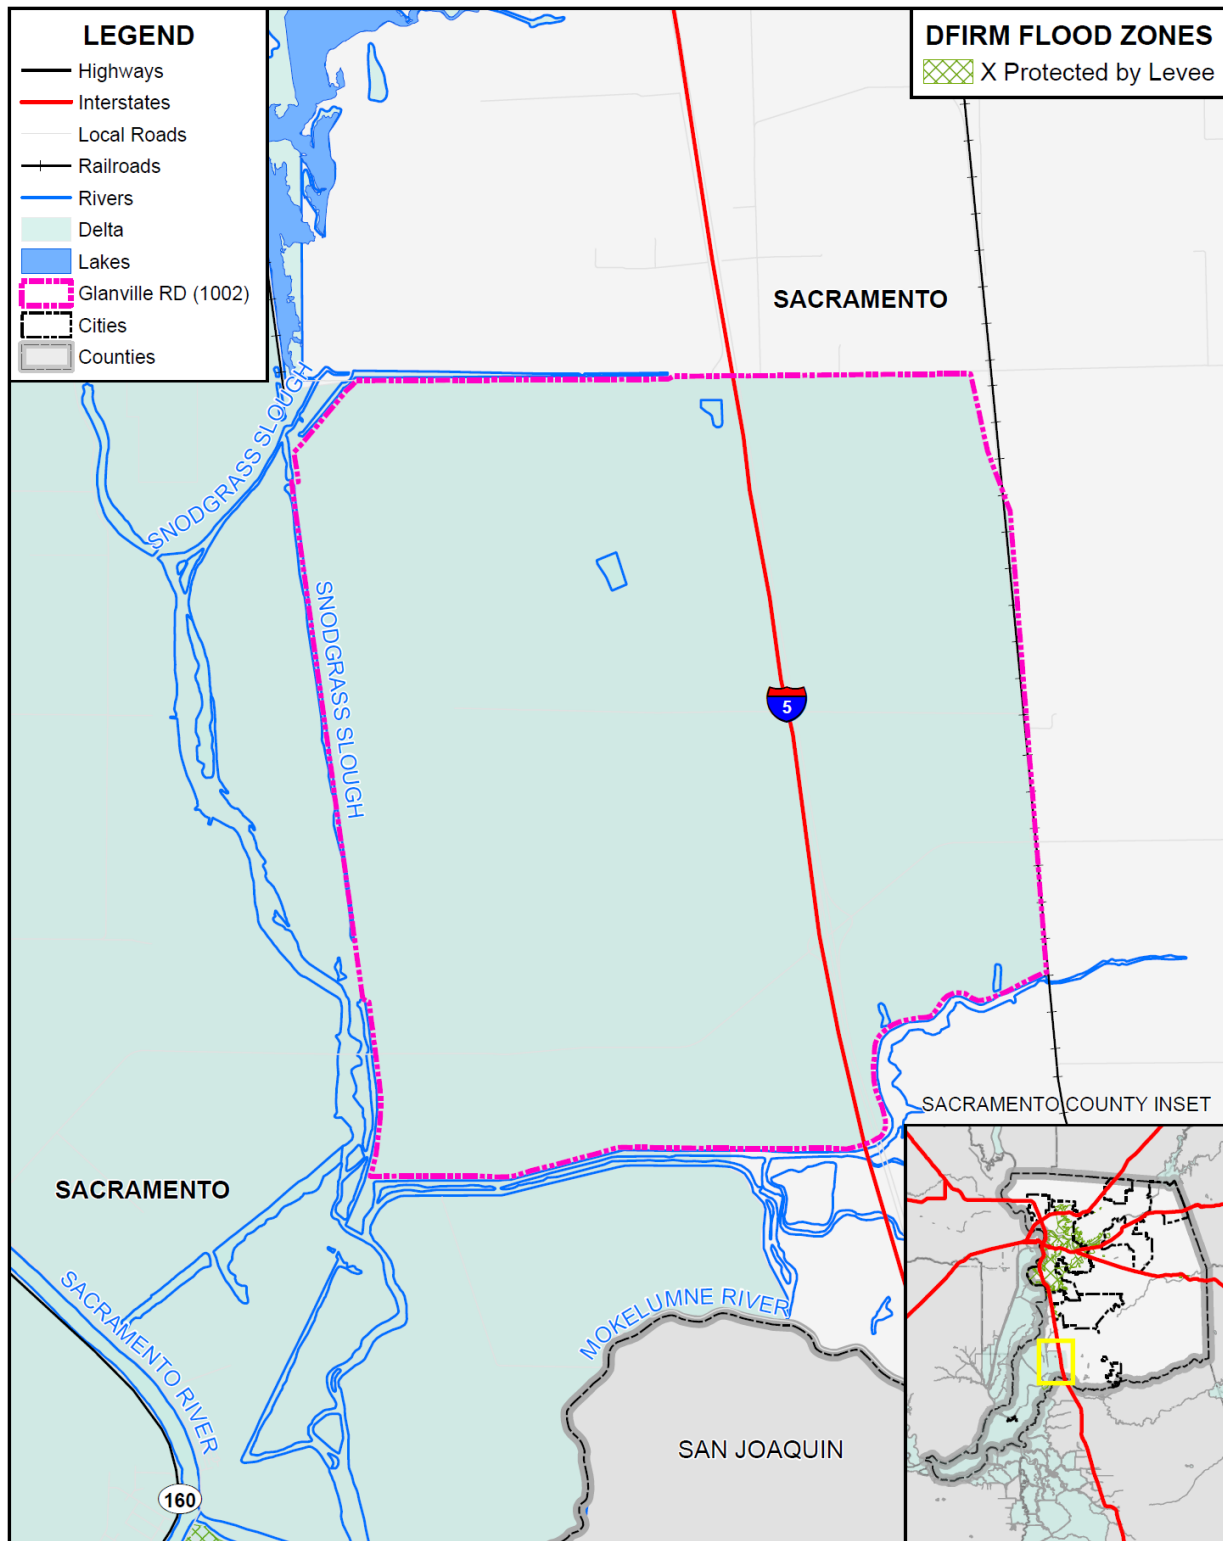 LEGEND
Highways
Interstates
Local Roads
Railroads
Rivers
Delta
Lakes
Glanville RD (1002)
Cities
Counties
DFIRM FLOOD ZONES
X Protected by Levee
SACRAMENTO
SNODGRASS SLOUGH
SNODGRASS SLOUGH
5
SACRAMENTO COUNTY INSET
SACRAMENTO
SACRAMENTO RIVER
MOKELUMNE RIVER
SAN JOAQUIN
160